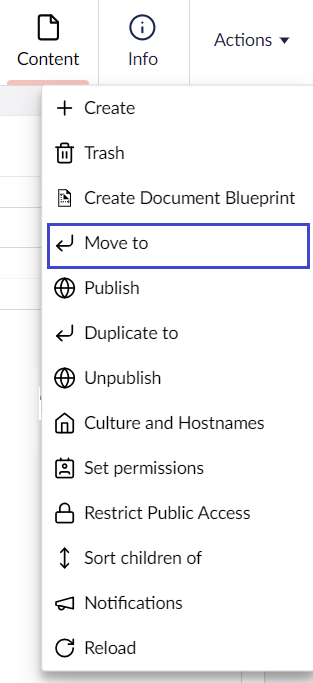 Content
Info
Actions
Create
Trash
Create Document Blueprint
Move to
Publish
Duplicate to
Unpublish
Culture and Hostnames
Set permissions
Restrict Public Access
Sort children of
Notifications
Reload